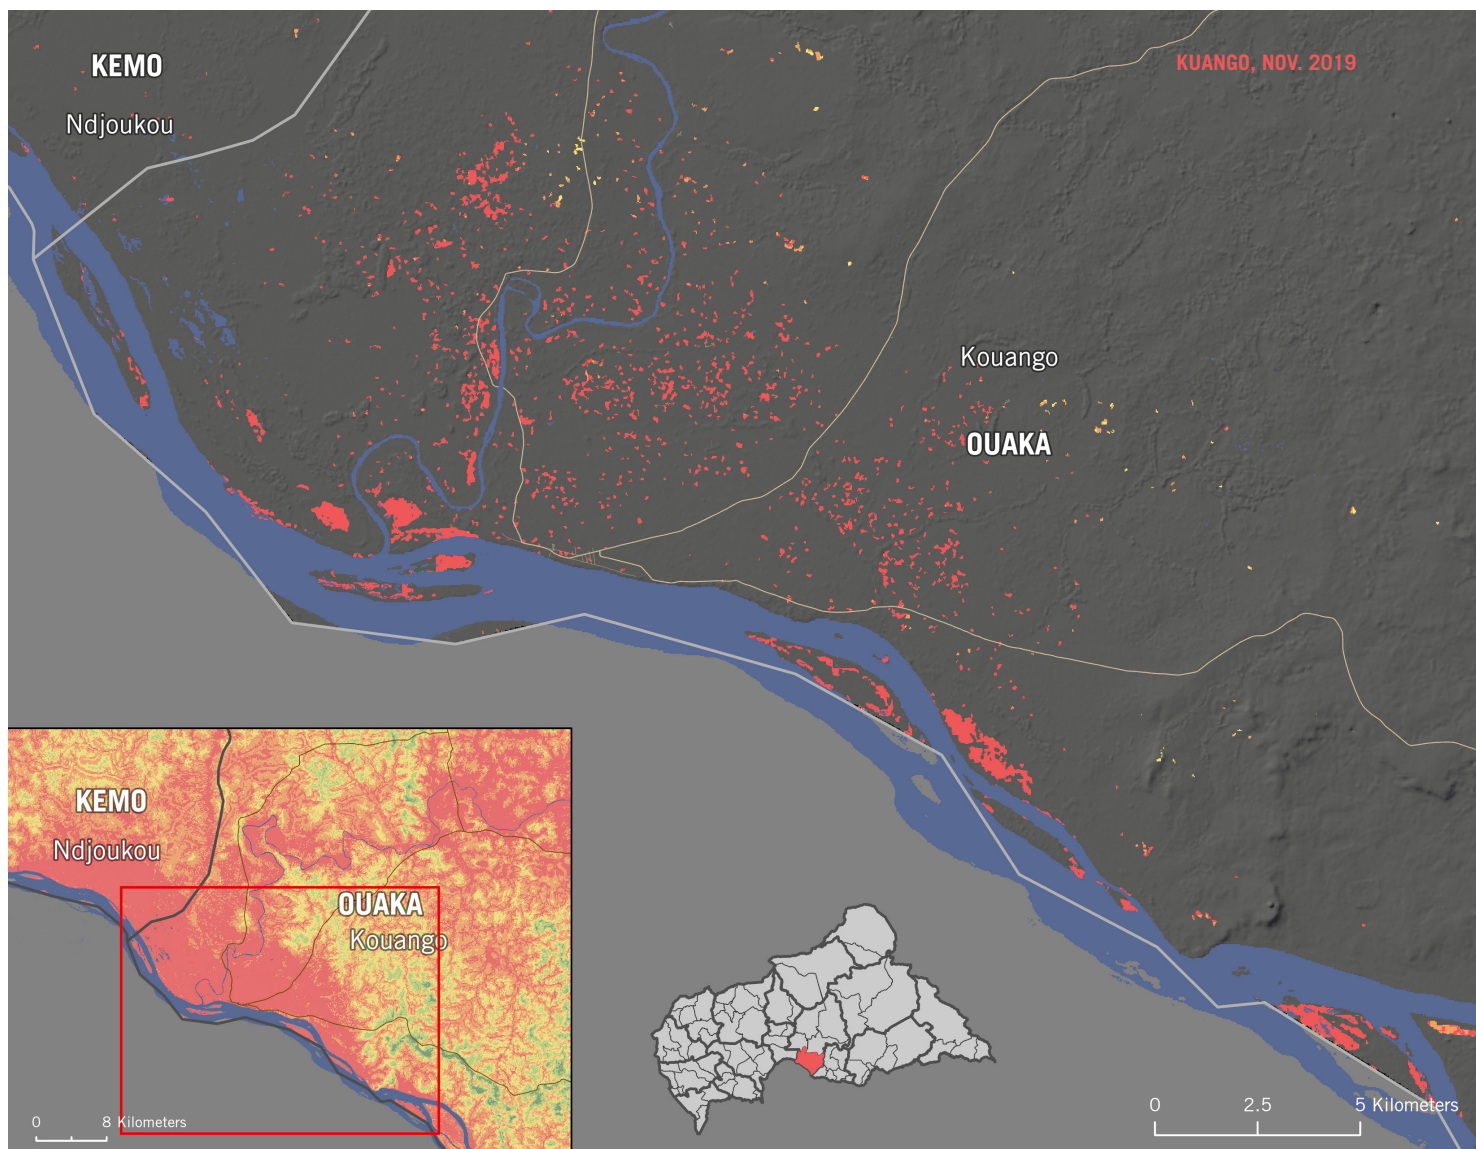 KEMO
Ndjoukou
KUANGO, NOV. 2019
Kouango
OUAKA
KEMO
Ndjoukou
OUAKA
Kouango
0 8 Kilometers
0 2.5 5 Kilometers